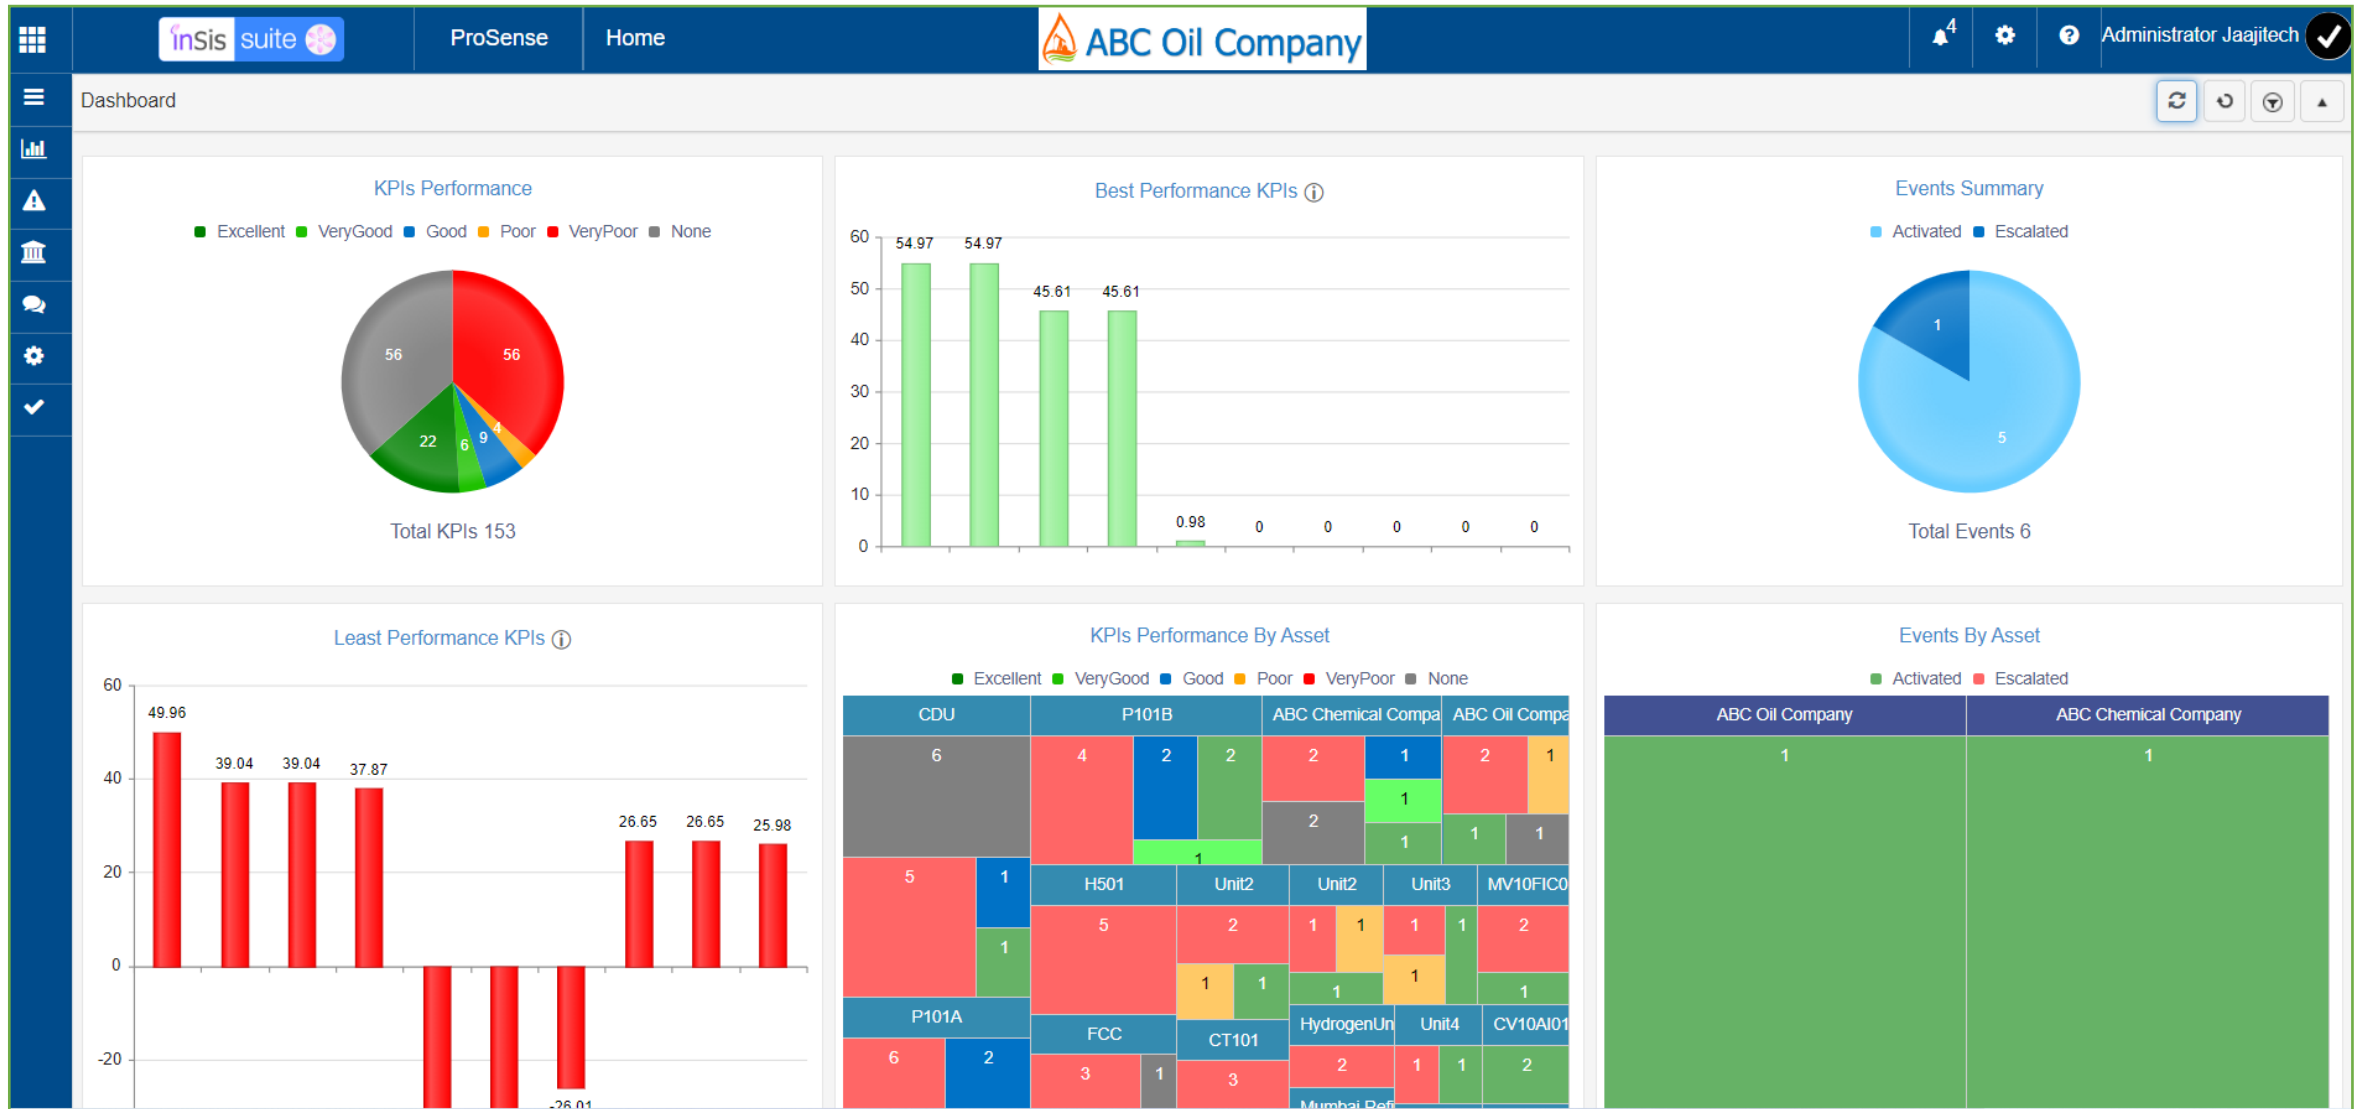 inSis suite
ProSense
Home
ABC Oil Company
4
Administrator Jaajitech
Dashboard
KPIs Performance
Excellent VeryGood Good Poor VeryPoor None
56 56
22 6 9 4
Total KPIs 153
Best Performance KPIs
60
50
40
30
20
10
0
54.97 54.97 45.61 45.61 0.98 0 0 0 0 0
Events Summary
Activated Escalated
1
5
Total Events 6
Least Performance KPIs
60
40
20
0
-20
49.96 39.04 39.04 37.87 -26.01 26.65 26.65 25.98
KPIs Performance By Asset
Excellent VeryGood Good Poor VeryPoor None
CDU
6
5 1
1
P101A
6 2
P101B
4 2 2
1
ABC Chemical Compa
2 1
1
2
1
ABC Oil Compa
2 1
1 1
H501
5
FCC
3 1
Unit2
2
1 1
CT101
3
Unit2
1 1
1
Unit3
1 1
1
MV10FIC0
2
1
HydrogenUn
2
Mumbai Refi
Unit4
1 1
CV10AI01
2
Events By Asset
Activated Escalated
ABC Oil Company ABC Chemical Company
1 1